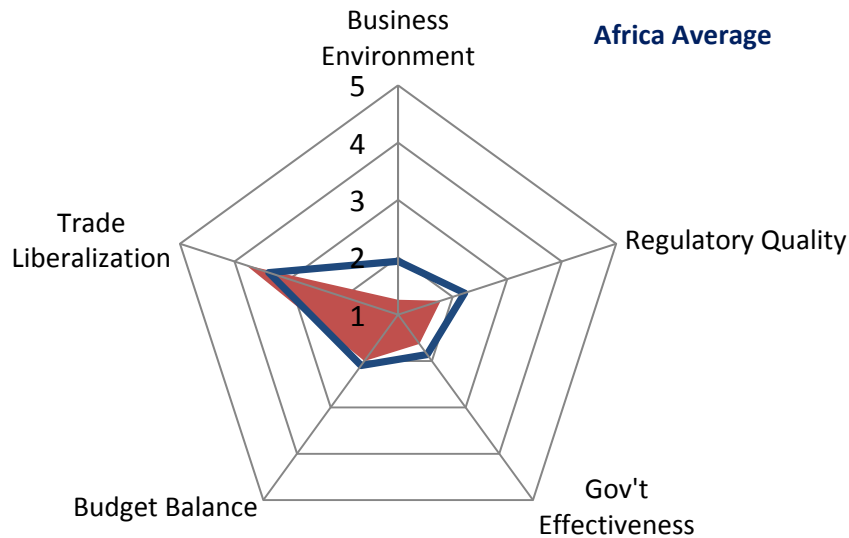 Business
Environment
Africa Average
5
4
3
2
1
Trade
Liberalization
Regulatory Quality
Budget Balance
Gov't
Effectiveness